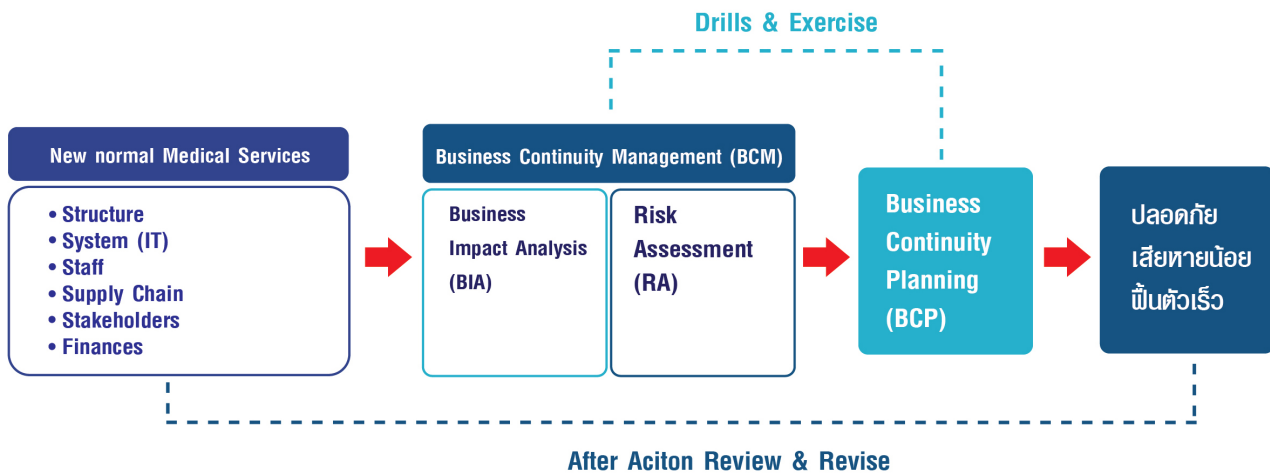 Drills & Exercise
New normal Medical Services
• Structure
• System (IT)
• Staff
• Supply Chain
• Stakeholders
• Finances
Business Continuity Management (BCM)
Business
Impact Analysis
(BIA)
Risk
Assessment
(RA)
Business
Continuity
Planning
(BCP)
ปลอดภัย
เสียหายน้อย
ฟื้นตัวเร็ว
After Aciton Review & Revise